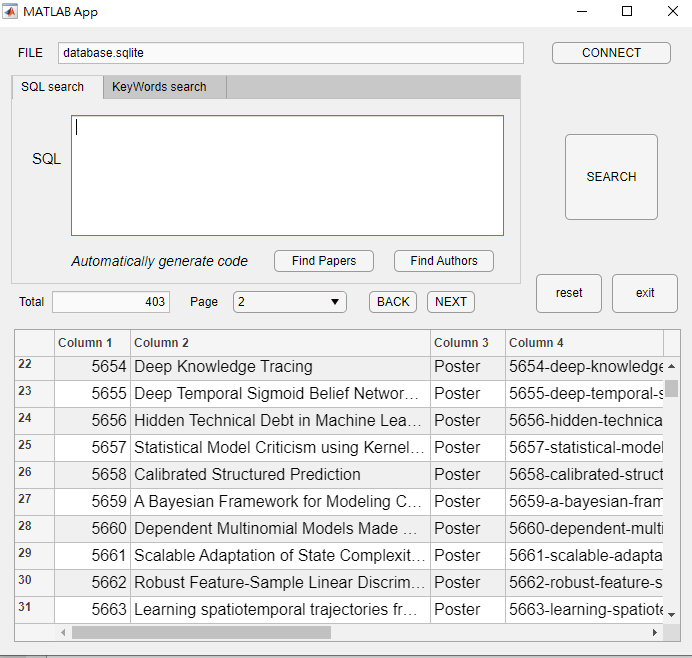 MATLAB App
FILE database.sqlite CONNECT
SQL search KeyWords search
SQL
SEARCH
Automatically generate code Find Papers Find Authors
reset exit
Total 403 Page 2 BACK NEXT
Column 1 Column 2 Column 3 Column 4
22 5654 Deep Knowledge Tracing Poster 5654-deep-knowledge
23 5655 Deep Temporal Sigmoid Belief Networ... Poster 5655-deep-temporal-s
24 5656 Hidden Technical Debt in Machine Lea... Poster 5656-hidden-technica
25 5657 Statistical Model Criticism using Kernel... Poster 5657-statistical-model
26 5658 Calibrated Structured Prediction Poster 5658-calibrated-struct
27 5659 A Bayesian Framework for Modeling C... Poster 5659-a-bayesian-fram
28 5660 Dependent Multinomial Models Made ... Poster 5660-dependent-multi
29 5661 Scalable Adaptation of State Complexit... Poster 5661-scalable-adapta
30 5662 Robust Feature-Sample Linear Discrim... Poster 5662-robust-feature-s
31 5663 Learning spatiotemporal trajectories fr... Poster 5663-learning-spatiote